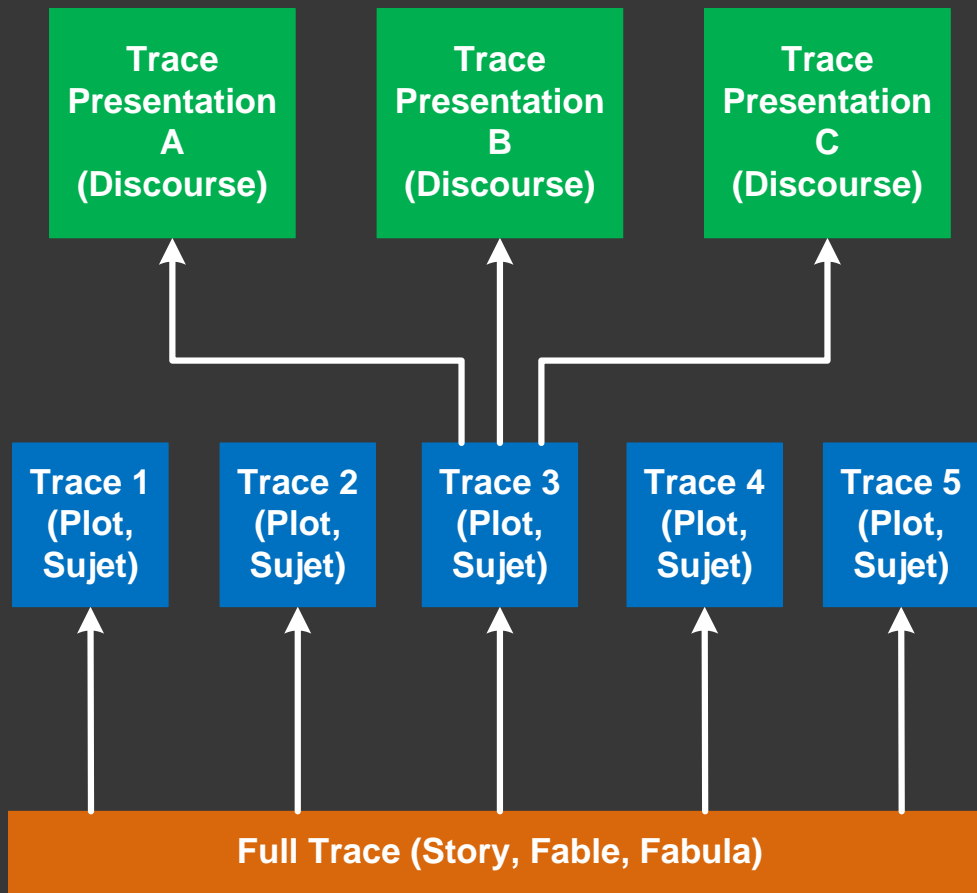 Trace
Presentation
A
(Discourse)
Trace
Presentation
B
(Discourse)
Trace
Presentation
C
(Discourse)
Trace 1
(Plot,
Sujet)
Trace 2
(Plot,
Sujet)
Trace 3
(Plot,
Sujet)
Trace 4
(Plot,
Sujet)
Trace 5
(Plot,
Sujet)
Full Trace (Story, Fable, Fabula)